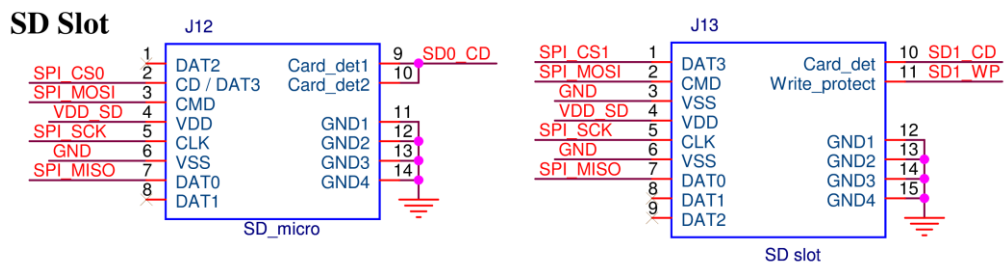 SD Slot
J12
1 DAT2
SPI_CS0 2 CD / DAT3
SPI_MOSI 3 CMD
VDD_SD 4 VDD
SPI_SCK 5 CLK
GND 6 VSS
SPI_MISO 7 DAT0
8 DAT1
Card_det1 9 SD0_CD
Card_det2 10
GND1 11
GND2 12
GND3 13
GND4 14
SD_micro
J13
SPI_CS1 1 DAT3
SPI_MOSI 2 CMD
GND 3 VSS
VDD_SD 4 VDD
SPI_SCK 5 CLK
GND 6 VSS
SPI_MISO 7 DAT0
8 DAT1
9 DAT2
Card_det 10 SD1_CD
Write_protect 11 SD1_WP
GND1 12
GND2 13
GND3 14
GND4 15
SD slot